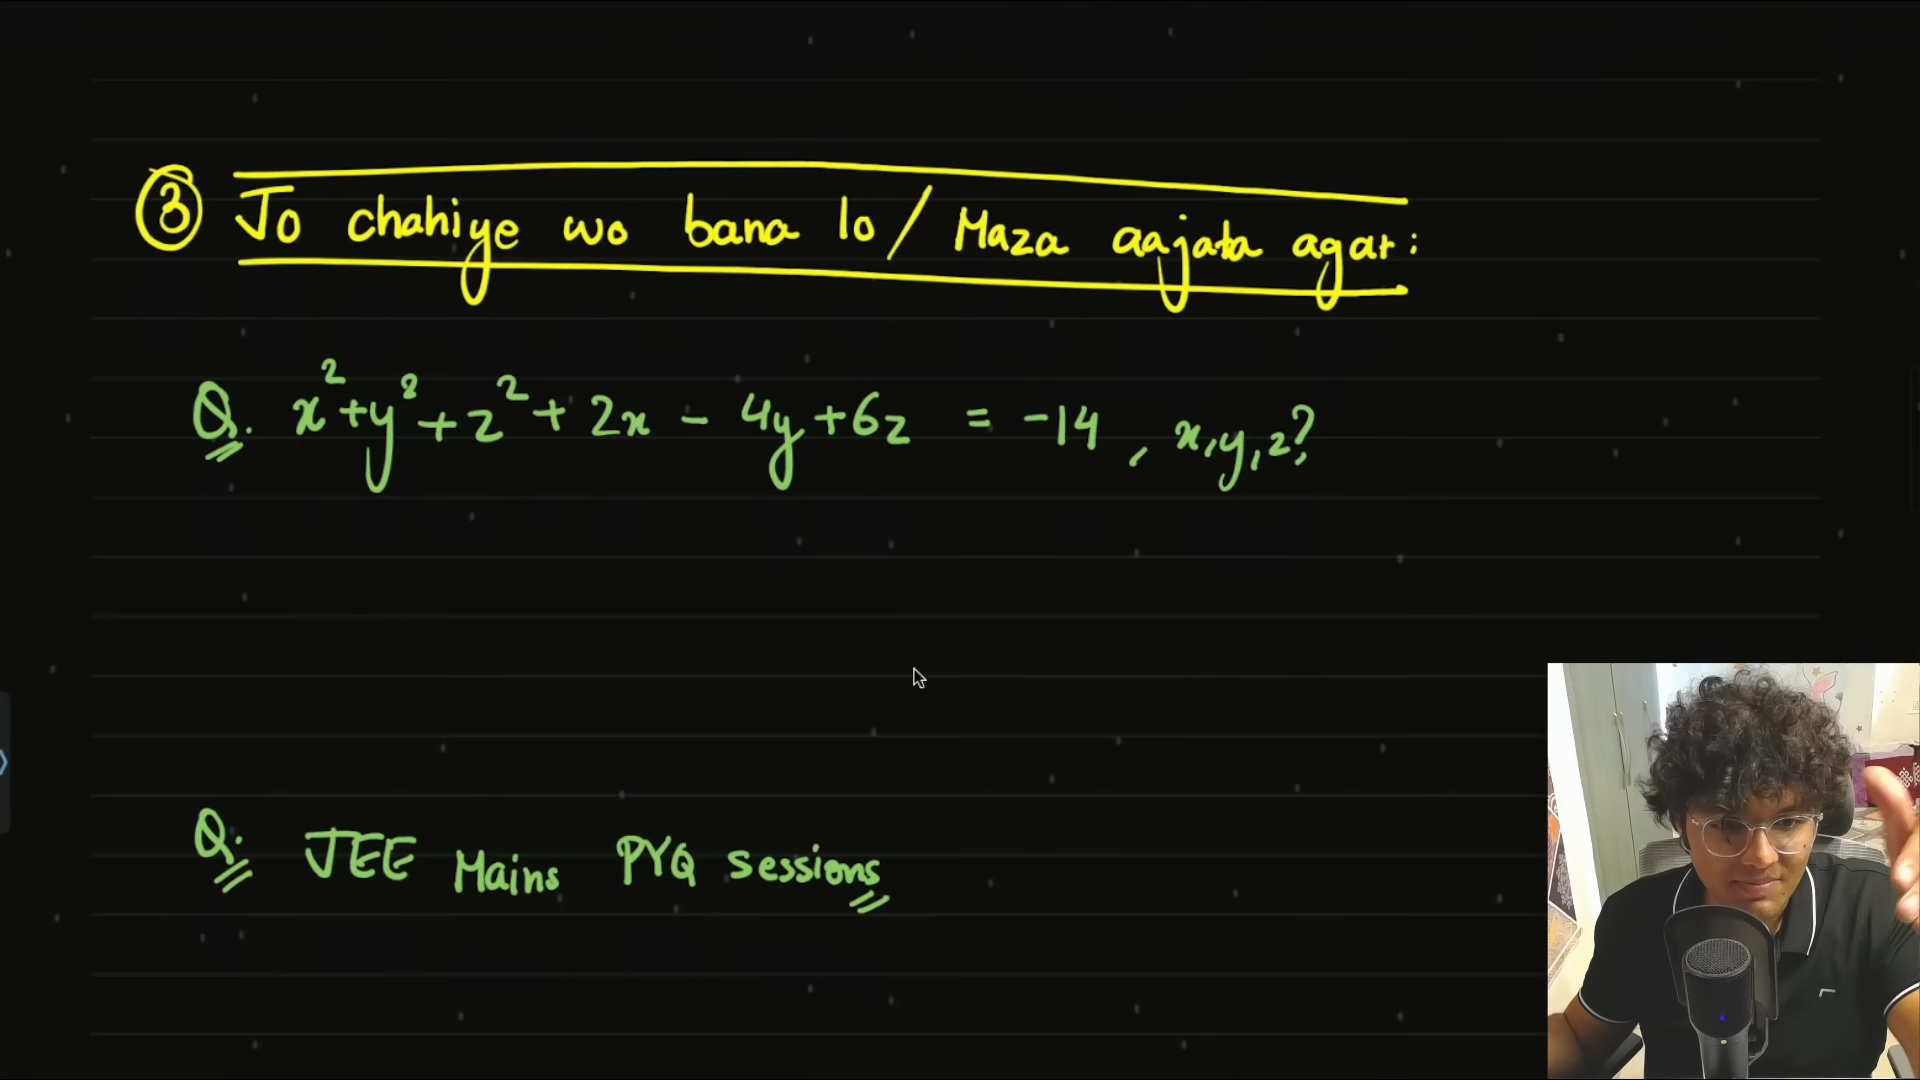 ③ Jo chahiye wo bana lo / Maza aajata agar:
Q. x² + y² + z² + 2x - 4y + 6z = -14, x, y, z?
Q. JEE Mains PYQ sessions